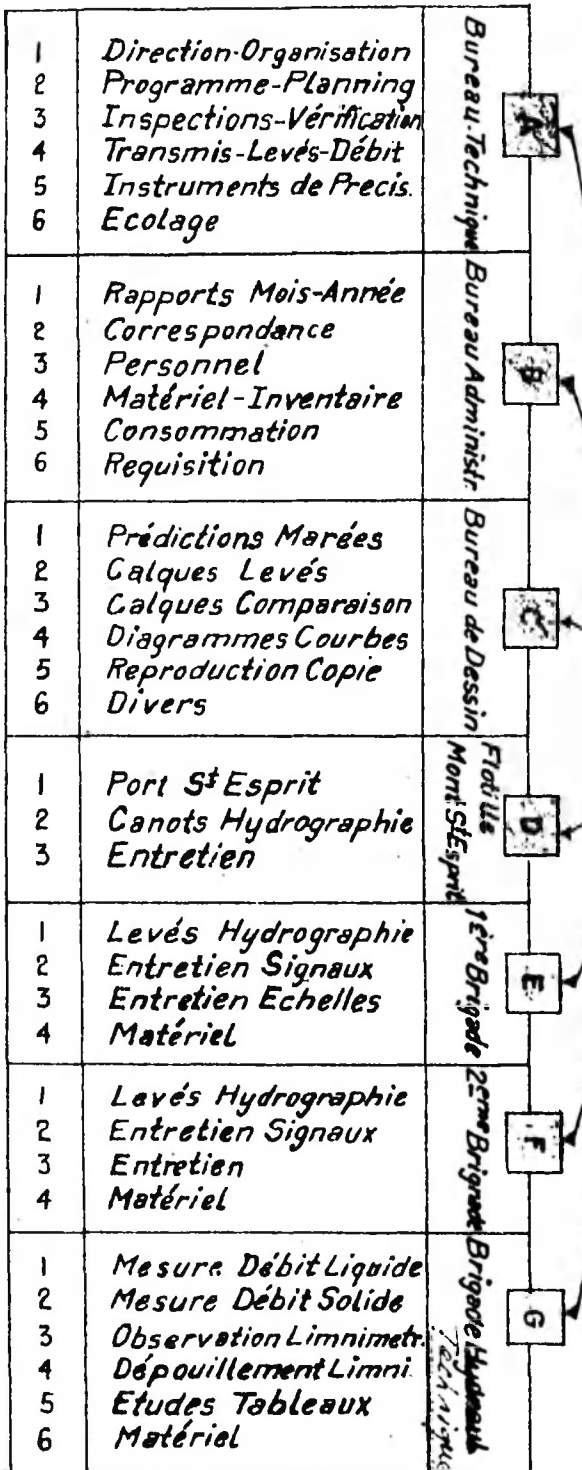 A
Bureau-Technique
1 Direction-Organisation
2 Programme-Planning
3 Inspections-Vérification
4 Transmis-Levés-Débit
5 Instruments de Précis.
6 Ecolage
B
Bureau Administr.
1 Rapports Mois-Année
2 Correspondance
3 Personnel
4 Matériel-Inventaire
5 Consommation
6 Requisition
C
Bureau de Dessin
1 Prédictions Marées
2 Calques Levés
3 Calques Comparaison
4 Diagrammes Courbes
5 Reproduction Copie
6 Divers
D
Flotille
Mont. St Esprit
1 Port St Esprit
2 Canots Hydrographie
3 Entretien
E
1ère Brigade
1 Levés Hydrographie
2 Entretien Signaux
3 Entretien Echelles
4 Matériel
F
2ème Brigade
1 Levés Hydrographie
2 Entretien Signaux
3 Entretien
4 Matériel
G
Brigade Hydraul.
Technique
1 Mesure Débit Liquide
2 Mesure Débit Solide
3 Observation Limnimetr.
4 Dépouillement Limni.
5 Etudes Tableaux
6 Matériel